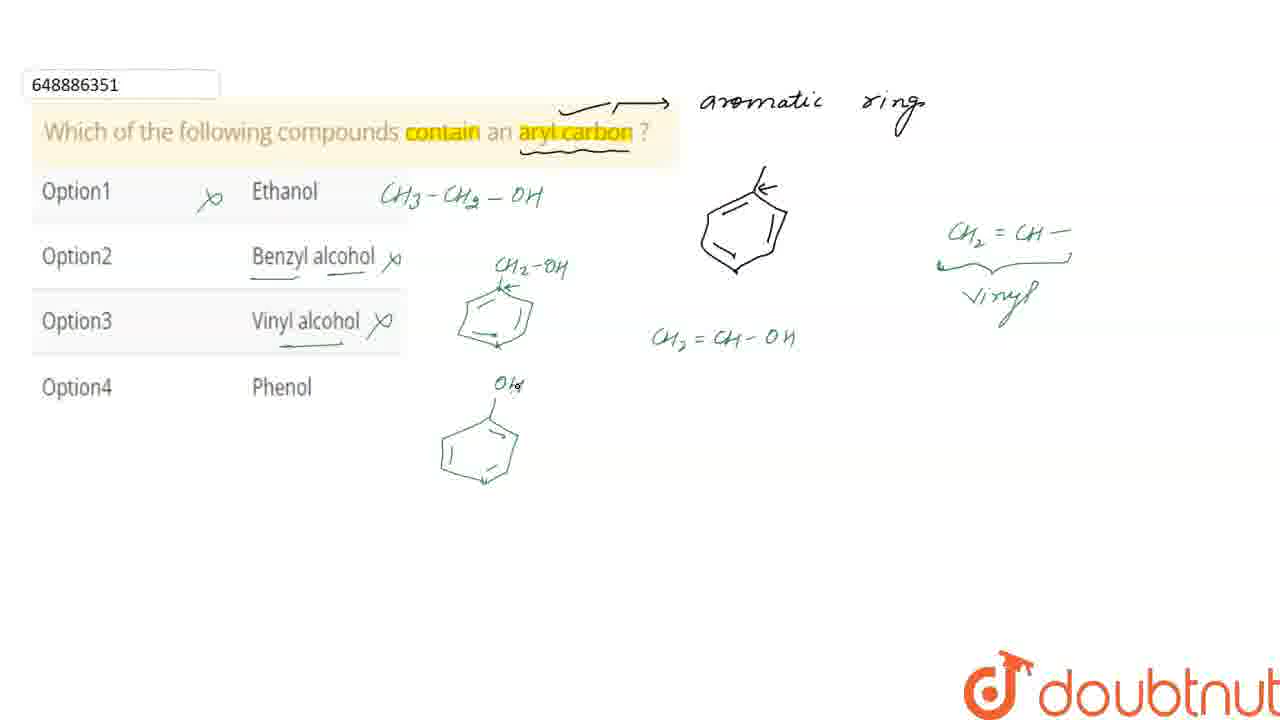 648886351
aromatic rings
Which of the following compounds contain an aryl carbon ?
Option1 Ethanol CH3-CH2-OH
CH2=CH-
Option2 Benzyl alcohol
CH2-OH
vinyl
Option3 Vinyl alcohol
CH2=CH-OH
Option4 Phenol
OH
doubtnut